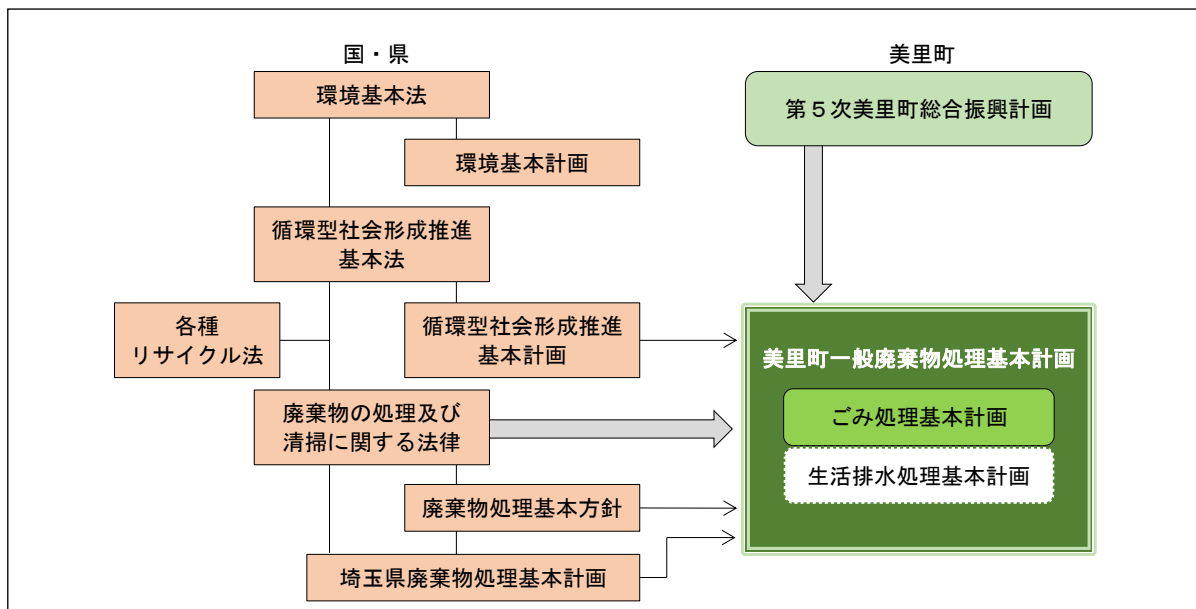 国・県
美里町
環境基本法
第５次美里町総合振興計画
環境基本計画
循環型社会形成推進
基本法
各種
リサイクル法
循環型社会形成推進
基本計画
美里町一般廃棄物処理基本計画
ごみ処理基本計画
廃棄物の処理及び
清掃に関する法律
生活排水処理基本計画
廃棄物処理基本方針
埼玉県廃棄物処理基本計画